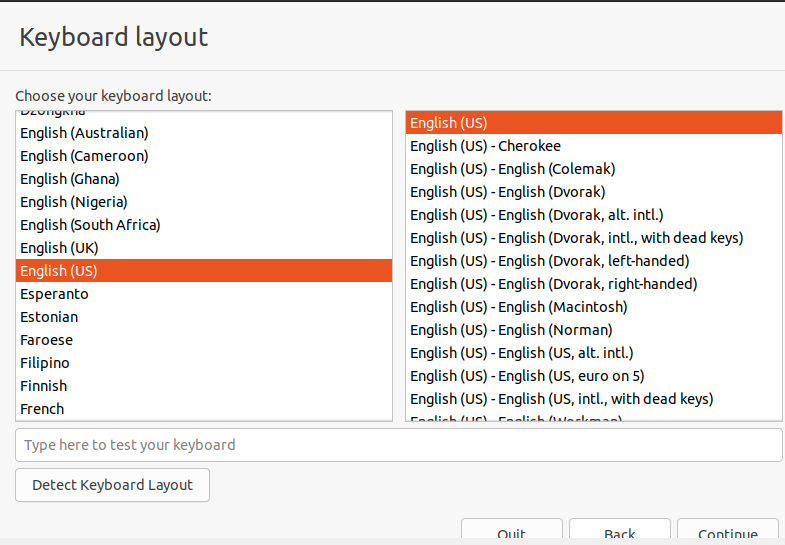 Keyboard layout
Choose your keyboard layout:
Dzongkha
English (Australian)
English (Cameroon)
English (Ghana)
English (Nigeria)
English (South Africa)
English (UK)
English (US)
Esperanto
Estonian
Faroese
Filipino
Finnish
French
English (US)
English (US) - Cherokee
English (US) - English (Colemak)
English (US) - English (Dvorak)
English (US) - English (Dvorak, alt. intl.)
English (US) - English (Dvorak, intl., with dead keys)
English (US) - English (Dvorak, left-handed)
English (US) - English (Dvorak, right-handed)
English (US) - English (Macintosh)
English (US) - English (Norman)
English (US) - English (US, alt. intl.)
English (US) - English (US, euro on 5)
English (US) - English (US, intl., with dead keys)
English (US) - English (Workman)
Type here to test your keyboard
Detect Keyboard Layout
Quit
Back
Continue